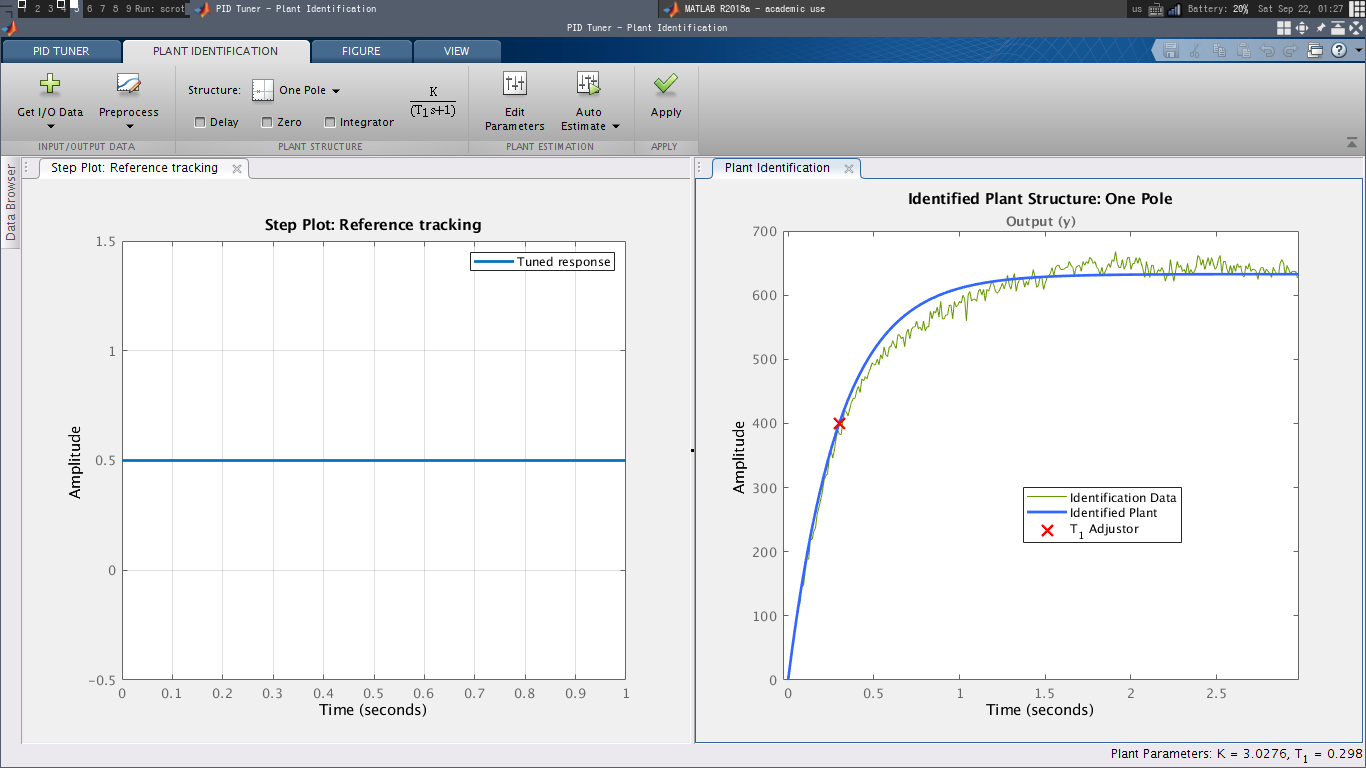 1 2 3 4 5 6 7 8 9 Run: scrot
PID Tuner - Plant Identification
MATLAB R2018a - academic use
us
Battery: 20%
Sat Sep 22, 01:27
PID Tuner - Plant Identification
PID TUNER
PLANT IDENTIFICATION
FIGURE
VIEW
Get I/O Data
Preprocess
INPUT/OUTPUT DATA
Structure:
One Pole
Delay
Zero
Integrator
K
(T1s+1)
PLANT STRUCTURE
Edit
Parameters
Auto
Estimate
PLANT ESTIMATION
Apply
APPLY
Data Browser
Step Plot: Reference tracking
Step Plot: Reference tracking
Tuned response
1.5
1
0.5
0
-0.5
Amplitude
0 0.1 0.2 0.3 0.4 0.5 0.6 0.7 0.8 0.9 1
Time (seconds)
Plant Identification
Identified Plant Structure: One Pole
Output (y)
700
600
500
400
300
200
100
0
Amplitude
Identification Data
Identified Plant
T1 Adjustor
0 0.5 1 1.5 2 2.5
Time (seconds)
Plant Parameters: K = 3.0276, T1 = 0.298